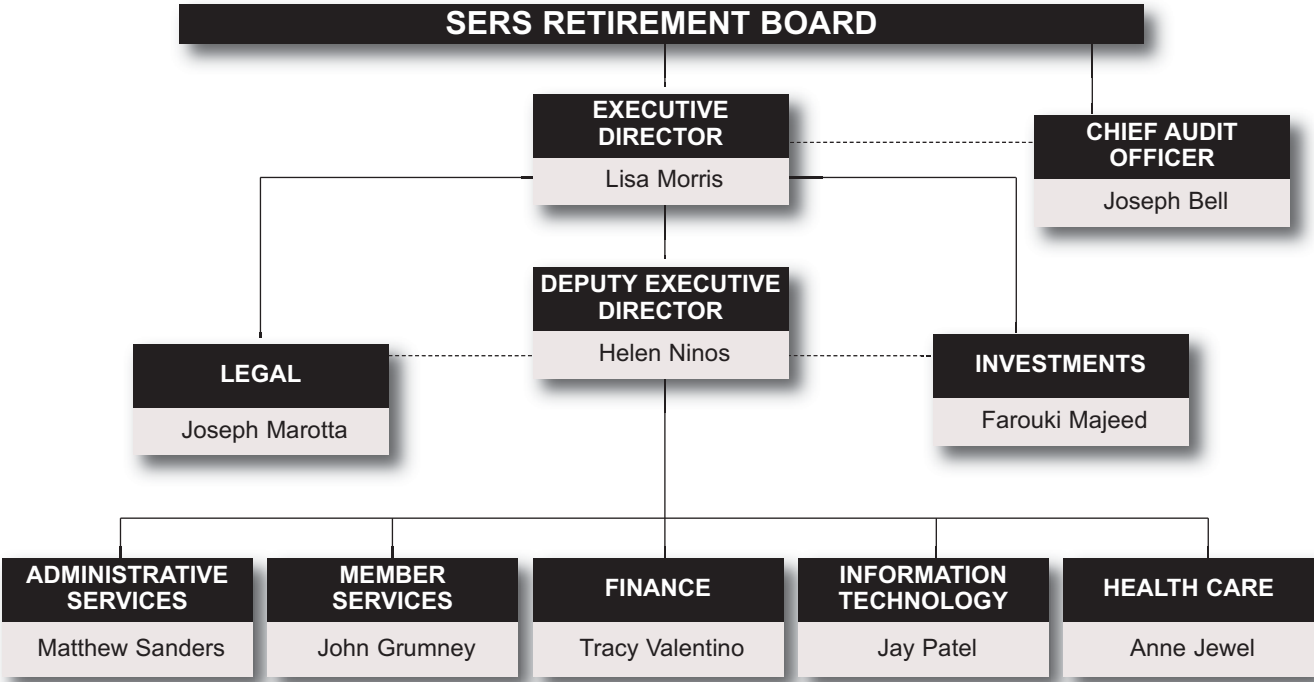 SERS RETIREMENT BOARD
EXECUTIVE
DIRECTOR
Lisa Morris
CHIEF AUDIT
OFFICER
Joseph Bell
DEPUTY EXECUTIVE
DIRECTOR
Helen Ninos
LEGAL
Joseph Marotta
INVESTMENTS
Farouki Majeed
ADMINISTRATIVE
SERVICES
Matthew Sanders
MEMBER
SERVICES
John Grumney
FINANCE
Tracy Valentino
INFORMATION
TECHNOLOGY
Jay Patel
HEALTH CARE
Anne Jewel